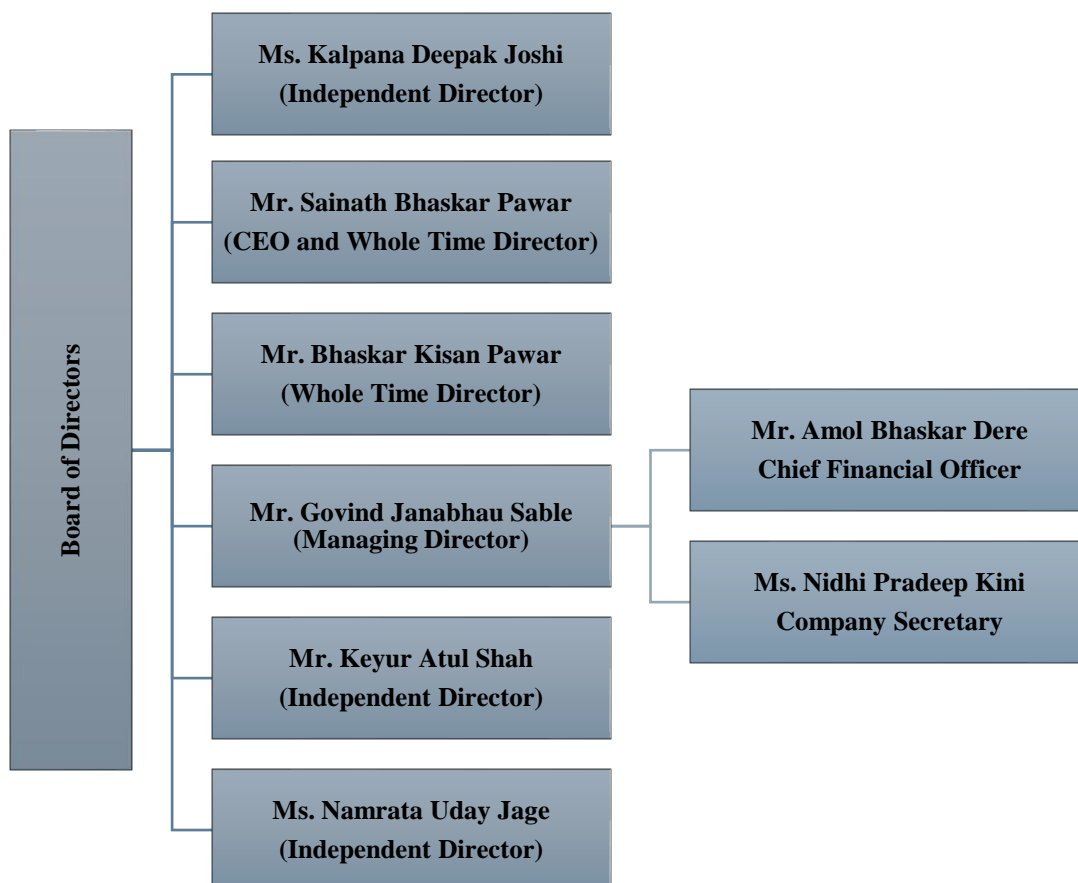 Board of Directors
Ms. Kalpana Deepak Joshi
(Independent Director)
Mr. Sainath Bhaskar Pawar
(CEO and Whole Time Director)
Mr. Bhaskar Kisan Pawar
(Whole Time Director)
Mr. Govind Janabhau Sable
(Managing Director)
Mr. Amol Bhaskar Dere
Chief Financial Officer
Ms. Nidhi Pradeep Kini
Company Secretary
Mr. Keyur Atul Shah
(Independent Director)
Ms. Namrata Uday Jage
(Independent Director)